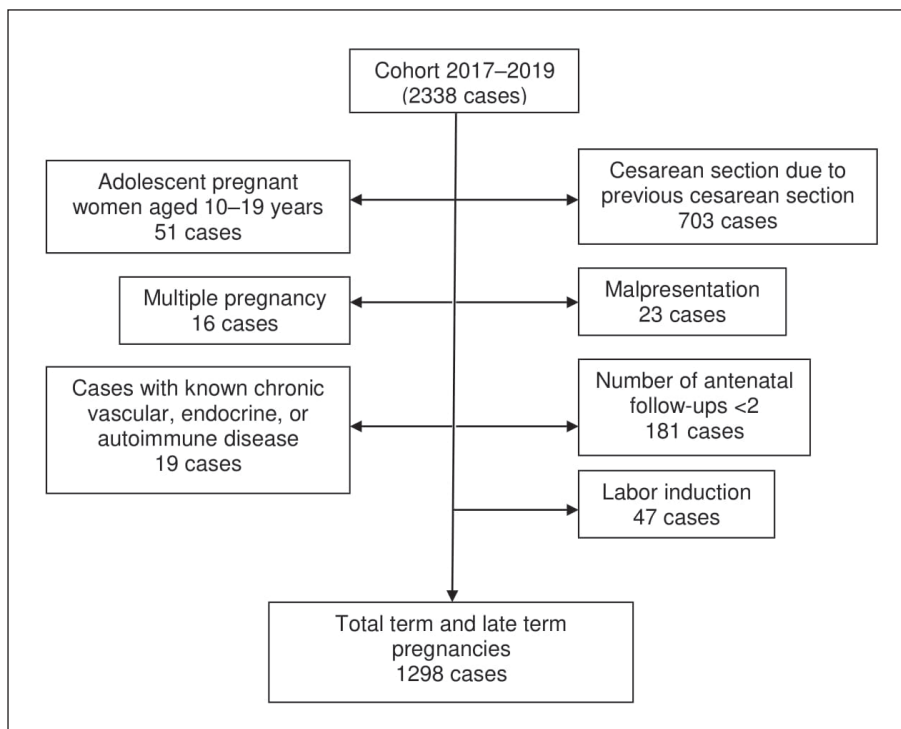 Cohort 2017–2019
(2338 cases)
Adolescent pregnant
women aged 10–19 years
51 cases
Cesarean section due to
previous cesarean section
703 cases
Multiple pregnancy
16 cases
Malpresentation
23 cases
Cases with known chronic
vascular, endocrine, or
autoimmune disease
19 cases
Number of antenatal
follow-ups <2
181 cases
Labor induction
47 cases
Total term and late term
pregnancies
1298 cases